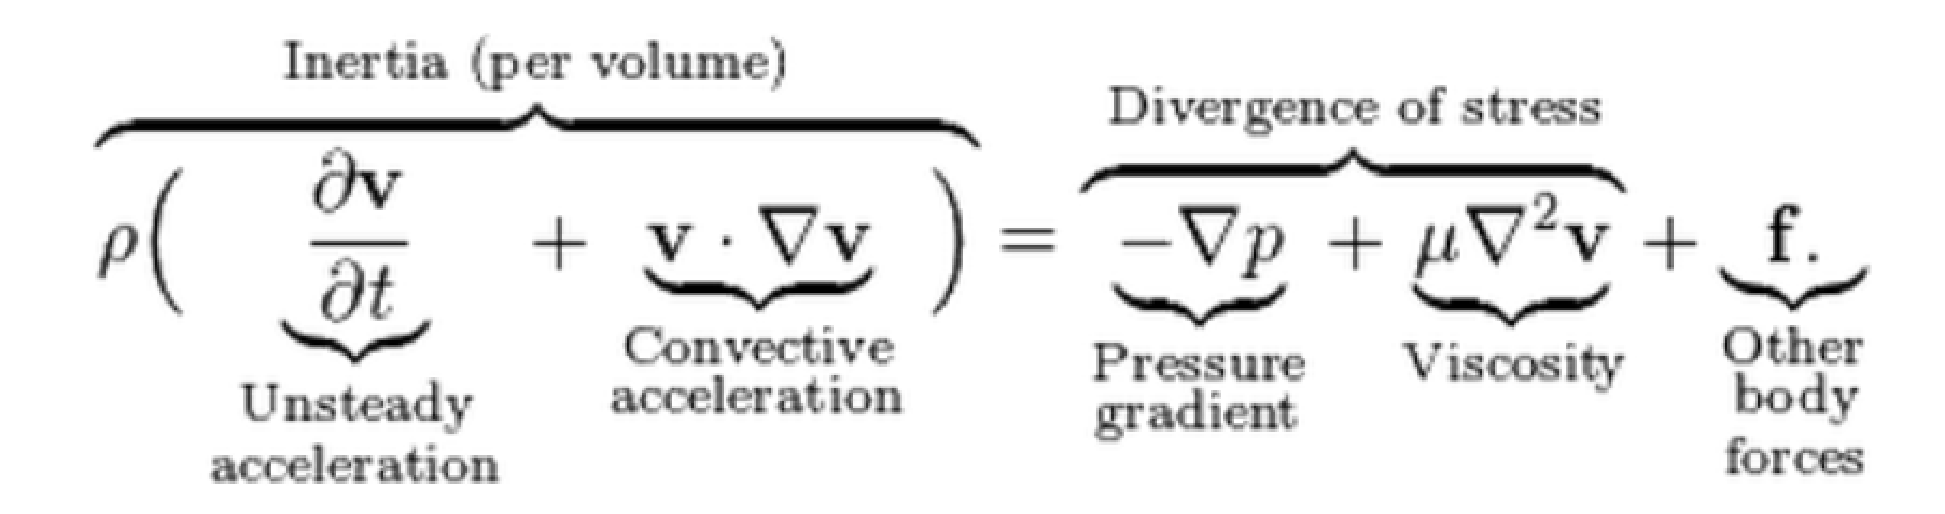 Inertia (per volume)
Divergence of stress
ρ( ∂v/∂t + v · ∇v ) = −∇p + μ∇²v + f.
Unsteady
acceleration
Convective
acceleration
Pressure
gradient
Viscosity
Other
body
forces